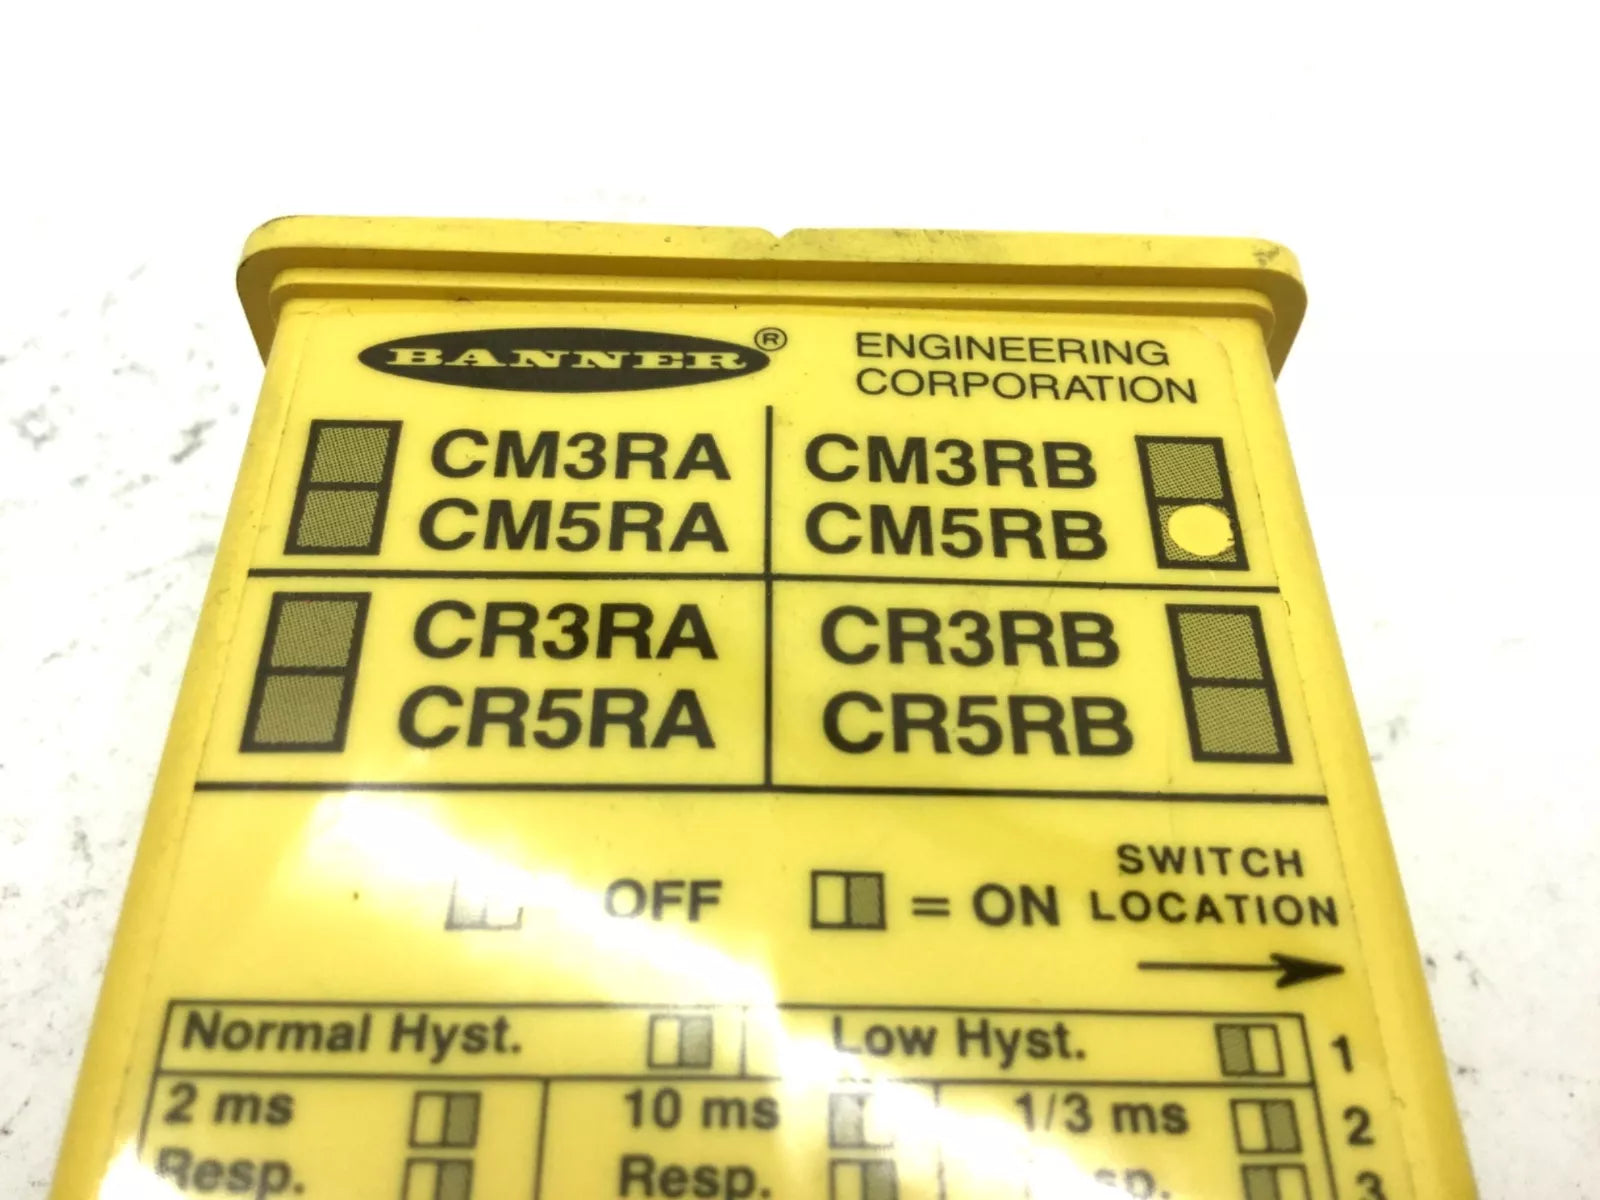 BANNER ®
ENGINEERING
CORPORATION
CM3RA
CM5RA
CM3RB
CM5RB
CR3RA
CR5RA
CR3RB
CR5RB
OFF
= ON
SWITCH
LOCATION
Normal Hyst.
Low Hyst.
1
2 ms
10 ms
1/3 ms
2
Resp.
Resp.
sp.
3